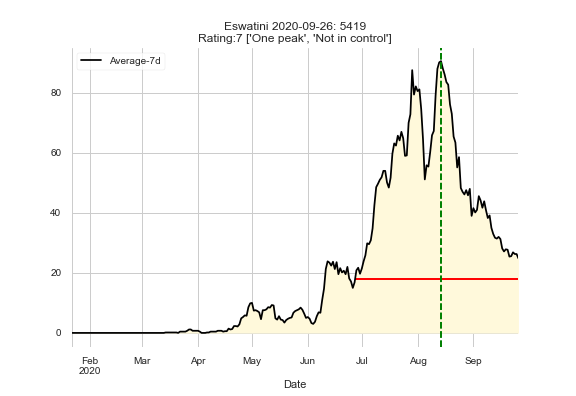 Eswatini 2020-09-26: 5419
Rating:7 ['One peak', 'Not in control']
Average-7d
80
60
40
20
0
Feb Mar Apr May Jun Jul Aug Sep
2020
Date